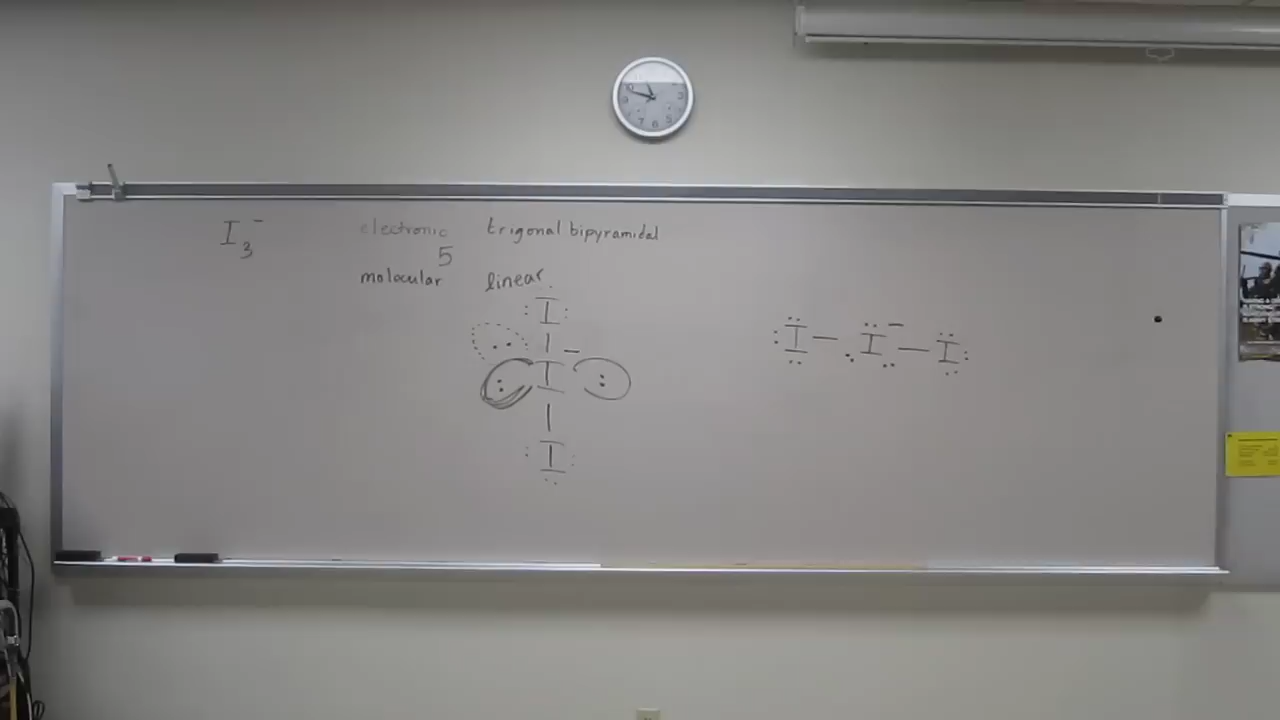 I₃⁻ electronic trigonal bipyramidal
5
molecular linear
I
|
I⁻
|
I
I — I⁻ — I